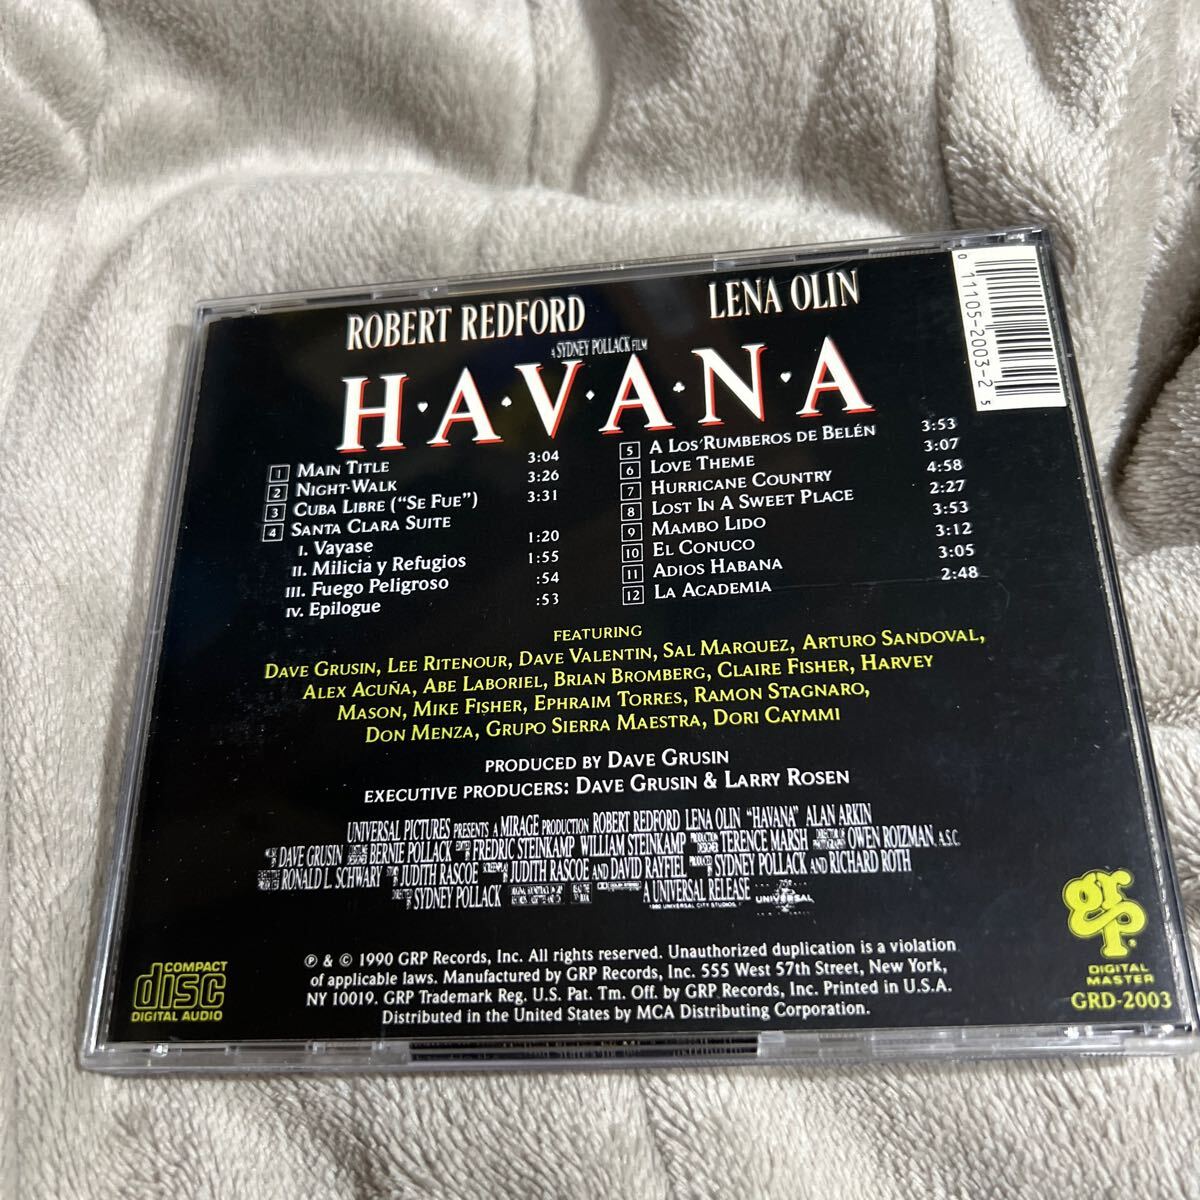 ROBERT REDFORD LENA OLIN
A SYDNEY POLLACK FILM
H·A·V·A·N·A
0 11105-2003-2 5
1 MAIN TITLE 3:04
2 NIGHT-WALK 3:26
3 CUBA LIBRE ("SE FUE") 3:31
4 SANTA CLARA SUITE
I. Vayase 1:20
II. Milicia y Refugios 1:55
III. Fuego Peligroso :54
IV. Epilogue :53
5 A LOS RUMBEROS DE BELÉN 3:53
6 LOVE THEME 3:07
7 HURRICANE COUNTRY 4:58
8 LOST IN A SWEET PLACE 2:27
9 MAMBO LIDO 3:53
10 EL CONUCO 3:12
11 ADIOS HABANA 3:05
12 LA ACADEMIA 2:48
FEATURING
DAVE GRUSIN, LEE RITENOUR, DAVE VALENTIN, SAL MARQUEZ, ARTURO SANDOVAL,
ALEX ACUÑA, ABE LABORIEL, BRIAN BROMBERG, CLAIRE FISHER, HARVEY
MASON, MIKE FISHER, EPHRAIM TORRES, RAMON STAGNARO,
DON MENZA, GRUPO SIERRA MAESTRA, DORI CAYMMI
PRODUCED BY DAVE GRUSIN
EXECUTIVE PRODUCERS: DAVE GRUSIN & LARRY ROSEN
UNIVERSAL PICTURES PRESENTS A MIRAGE PRODUCTION ROBERT REDFORD LENA OLIN "HAVANA" ALAN ARKIN
DAVE GRUSIN BERNIE POLLACK FREDRIC STEINKAMP WILLIAM STEINKAMP PRODUCTION DESIGNER TERENCE MARSH DIRECTOR OF PHOTOGRAPHY OWEN ROIZMAN, A.S.C.
RONALD L. SCHWARY JUDITH RASCOE JUDITH RASCOE AND DAVID RAYFIEL SYDNEY POLLACK AND RICHARD ROTH
SYDNEY POLLACK A UNIVERSAL RELEASE UNIVERSAL
℗ & © 1990 GRP Records, Inc. All rights reserved. Unauthorized duplication is a violation
of applicable laws. Manufactured by GRP Records, Inc. 555 West 57th Street, New York,
NY 10019. GRP Trademark Reg. U.S. Pat. Tm. Off. by GRP Records, Inc. Printed in U.S.A.
Distributed in the United States by MCA Distributing Corporation.
COMPACT
disc
DIGITAL AUDIO
grp
DIGITAL
MASTER
GRD-2003